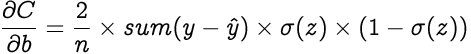 ∂C/∂b = 2/n × sum(y − ŷ) × σ(z) × (1 − σ(z))